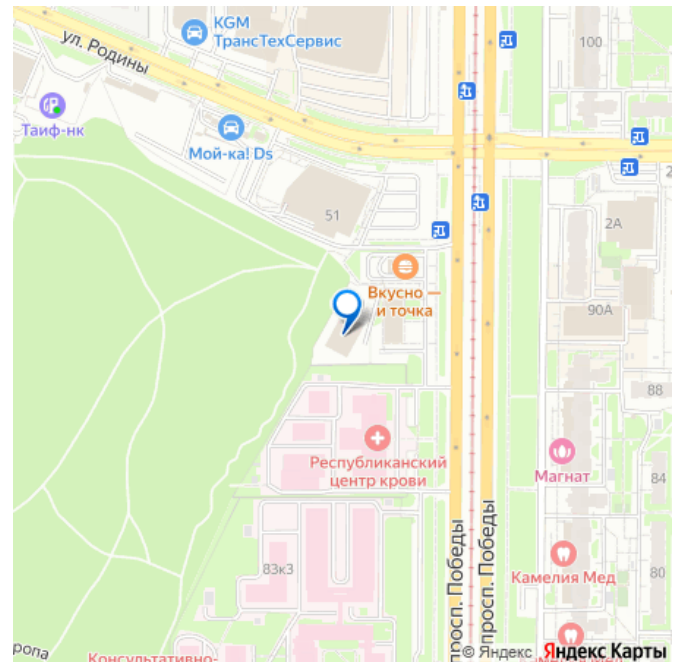 KGM
ТрансТехСервис
100
ул. Родины
Таиф-нк
Мой-ка! Ds
51
2А
Вкусно —
и точка
90А
88
Республиканский
центр крови
Магнат
84
83к3
просп. Победы
просп. Победы
Камелия Мед
80
Консультативно-
© Яндекс Яндекс Карты